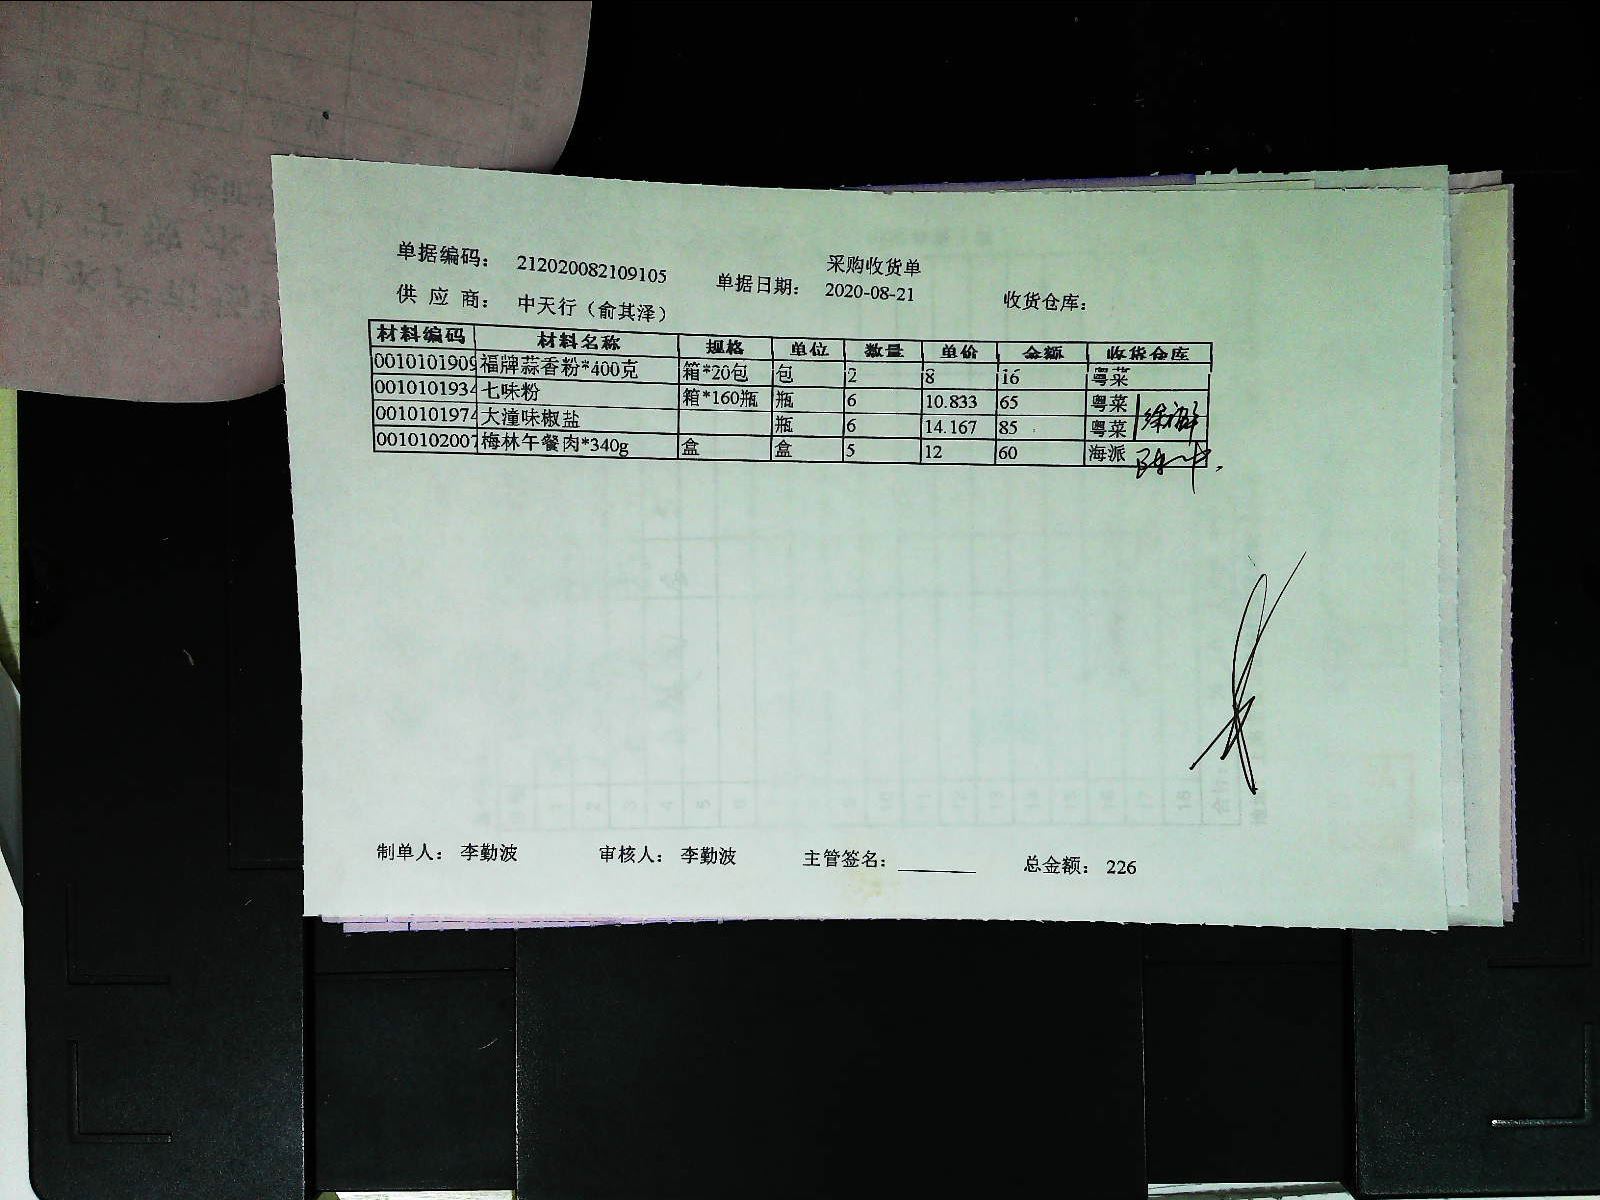 采购收货单
单据编码： 212020082109105 单据日期： 2020-08-21 收货仓库：
供 应 商： 中天行（俞其泽）
材料编码 材料名称 规格 单位 数量 单价 金额 收货仓库
0010101909 福牌蒜香粉*400克 箱*20包 包 2 8 16 粤菜
0010101934 七味粉 箱*160瓶 瓶 6 10.833 65 粤菜
0010101974 大潼味椒盐 瓶 6 14.167 85 粤菜
0010102007 梅林午餐肉*340g 盒 盒 5 12 60 海派
制单人： 李勤波 审核人： 李勤波 主管签名： 总金额： 226